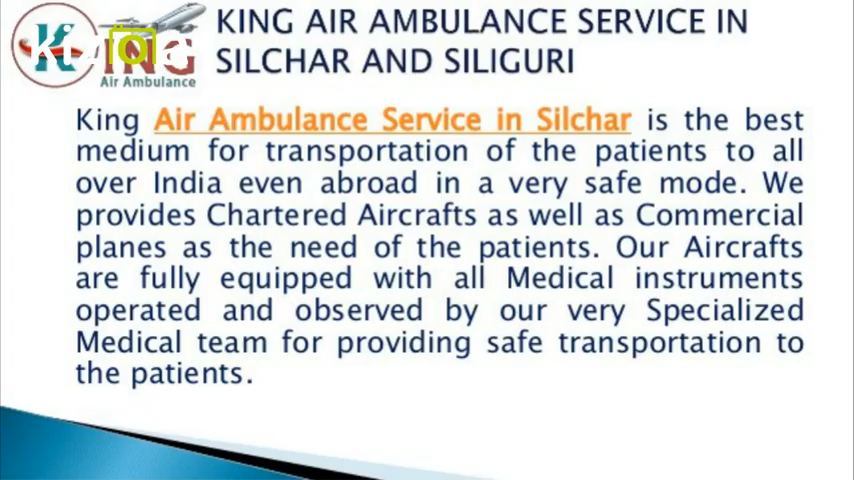 KING AIR AMBULANCE SERVICE IN
SILCHAR AND SILIGURI
Air Ambulance
King Air Ambulance Service in Silchar is the best
medium for transportation of the patients to all
over India even abroad in a very safe mode. We
provides Chartered Aircrafts as well as Commercial
planes as the need of the patients. Our Aircrafts
are fully equipped with all Medical instruments
operated and observed by our very Specialized
Medical team for providing safe transportation to
the patients.